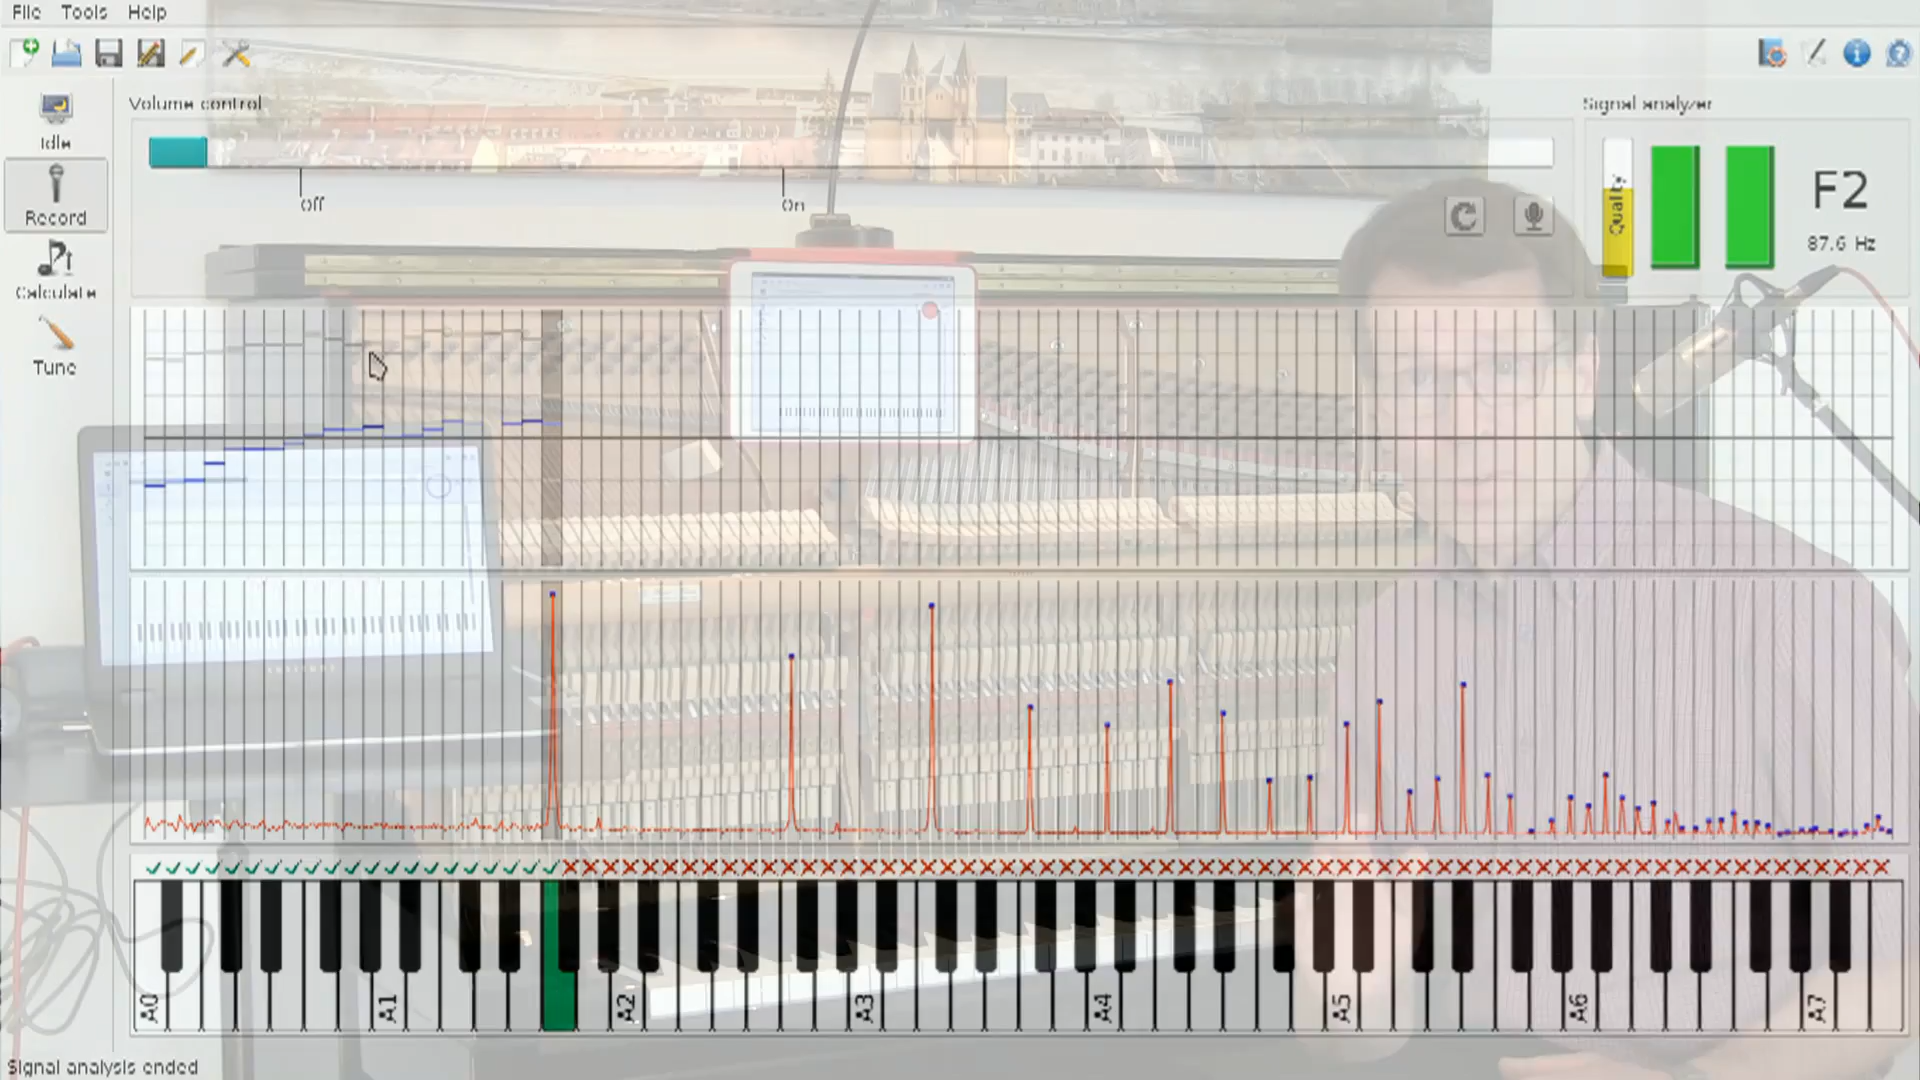 File Tools Help
Volume control
Signal analyzer
Idle
Record
Calculate
Tune
Off
On
Quality
F2
87.6 Hz
A0
A1
A2
A3
A4
A5
A6
A7
Signal analysis ended